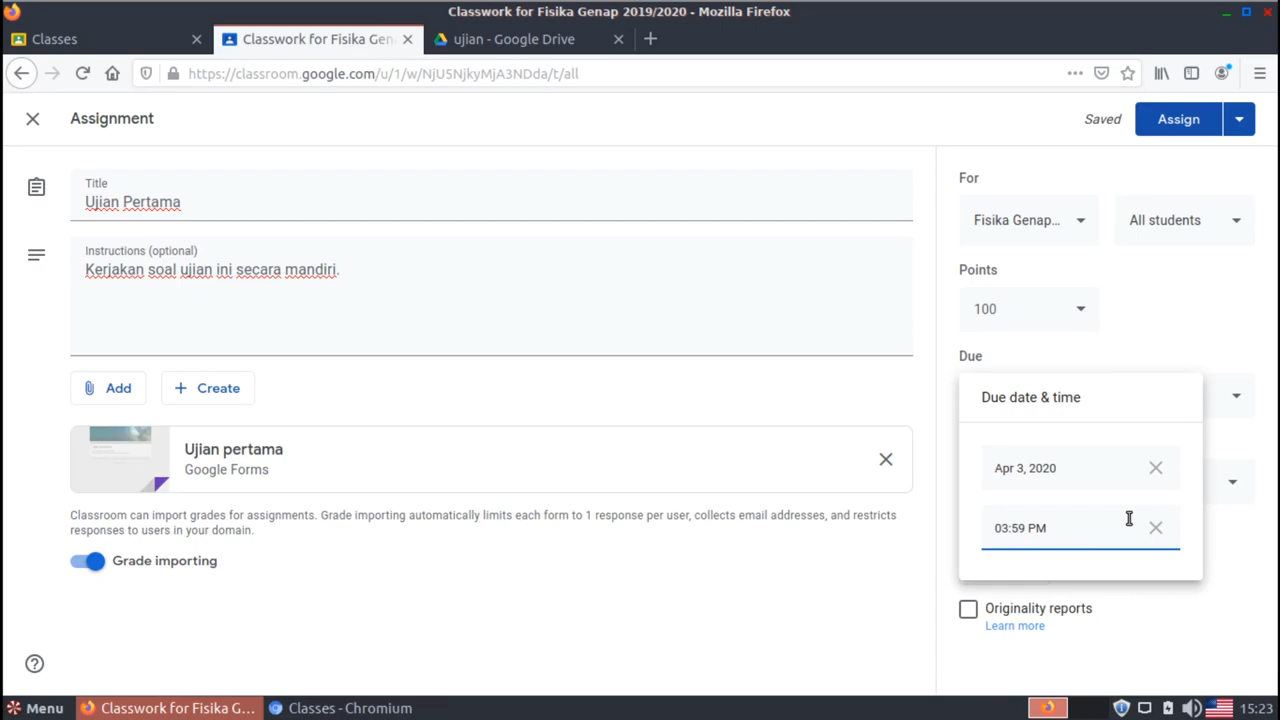 Classwork for Fisika Genap 2019/2020 - Mozilla Firefox
Classes
Classwork for Fisika Gen
ujian - Google Drive
https://classroom.google.com/u/1/w/NjU5NjkyMjA3NDda/t/all
Assignment
Saved
Assign
Title
Ujian Pertama
Instructions (optional)
Kerjakan soal ujian ini secara mandiri.
Add
Create
Ujian pertama
Google Forms
Classroom can import grades for assignments. Grade importing automatically limits each form to 1 response per user, collects email addresses, and restricts
responses to users in your domain.
Grade importing
For
Fisika Genap...
All students
Points
100
Due
Due date & time
Apr 3, 2020
03:59 PM
Originality reports
Learn more
Menu
Classwork for Fisika G...
Classes - Chromium
15:23